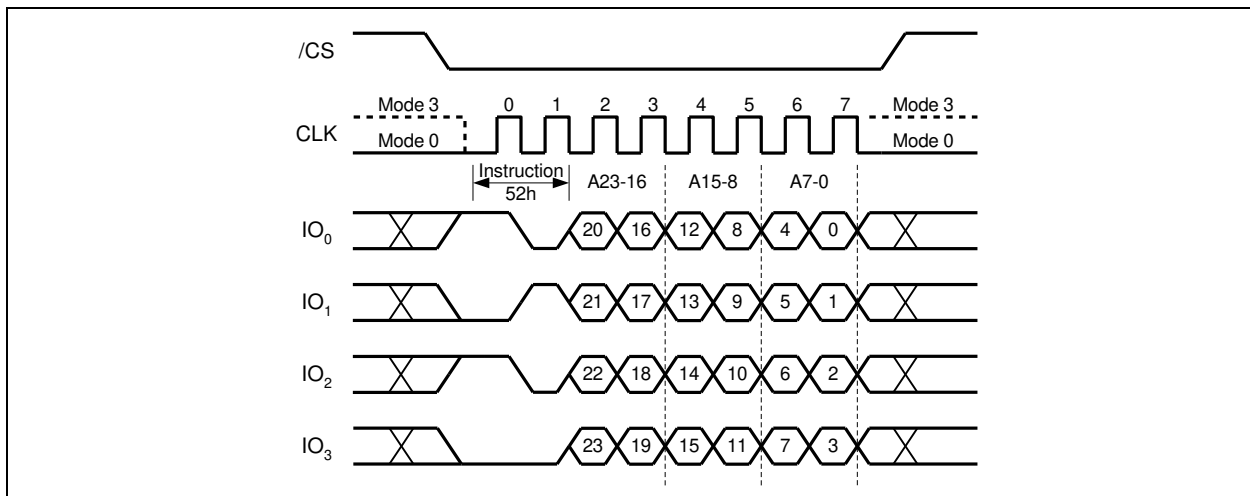 /CS
Mode 3 0 1 2 3 4 5 6 7 Mode 3
CLK
Mode 0 Mode 0
Instruction
52h
A23-16 A15-8 A7-0
IO0 20 16 12 8 4 0
IO1 21 17 13 9 5 1
IO2 22 18 14 10 6 2
IO3 23 19 15 11 7 3